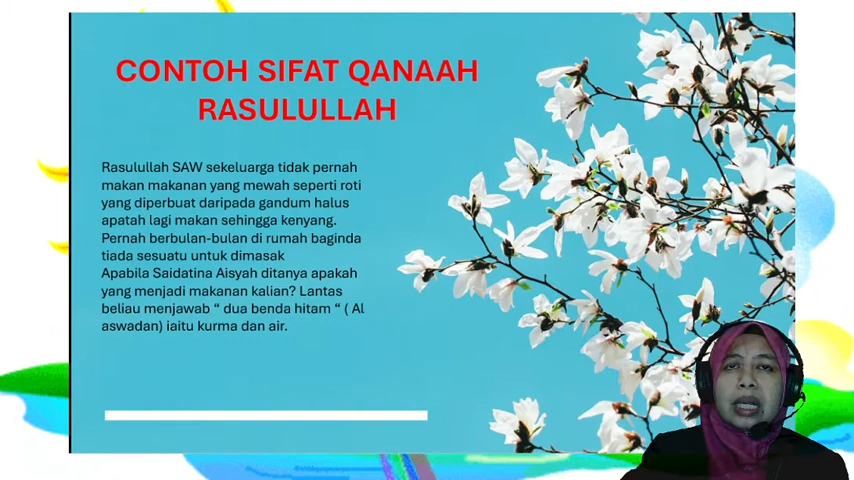 CONTOH SIFAT QANAAH
RASULULLAH
Rasulullah SAW sekeluarga tidak pernah
makan makanan yang mewah seperti roti
yang diperbuat daripada gandum halus
apatah lagi makan sehingga kenyang.
Pernah berbulan-bulan di rumah baginda
tiada sesuatu untuk dimasak
Apabila Saidatina Aisyah ditanya apakah
yang menjadi makanan kalian? Lantas
beliau menjawab “ dua benda hitam “ ( Al
aswadan) iaitu kurma dan air.